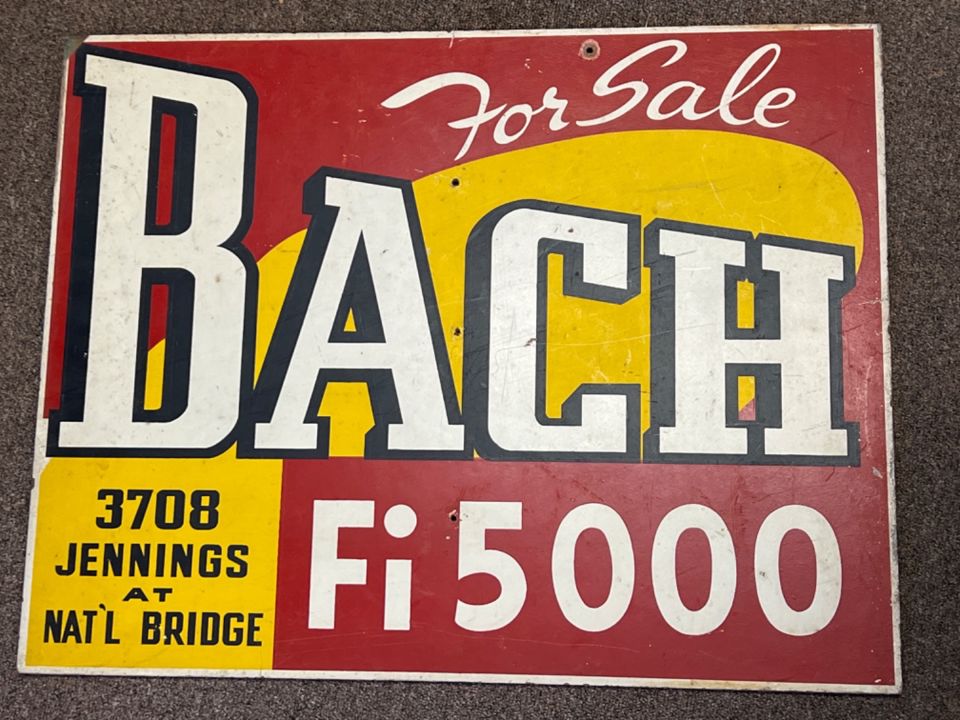 For Sale
BACH
3708
JENNINGS
AT
NAT'L BRIDGE
Fi 5000